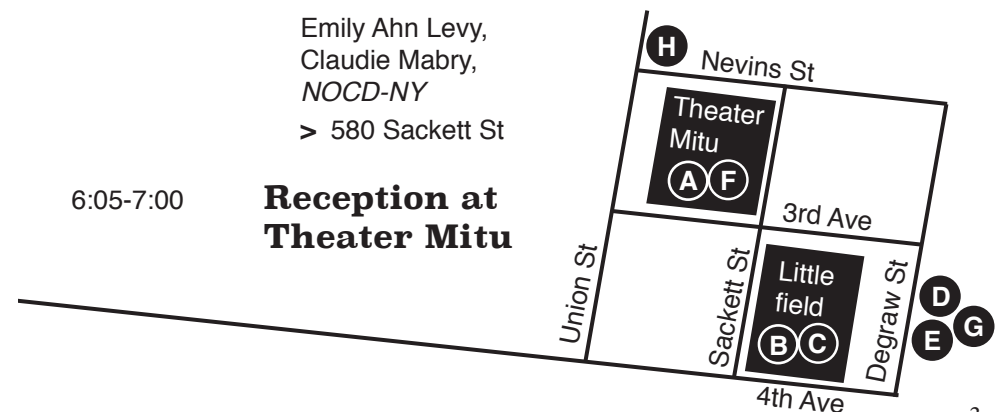 Emily Ahn Levy,
Claudie Mabry,
NOCD-NY
> 580 Sackett St
6:05-7:00 Reception at
Theater Mitu
H
Nevins St
Theater
Mitu
A F
3rd Ave
Union St
Sackett St
Little
field
B C
Degraw St
D
G
E
4th Ave